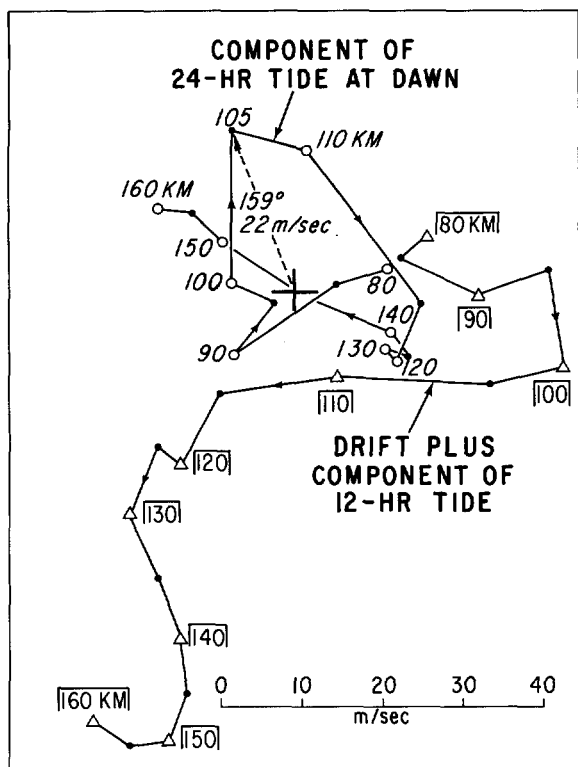 COMPONENT OF
24-HR TIDE AT DAWN
105
110 KM
160 KM
159°
22 m/sec
80 KM
150
80
100
90
140
130
90
120
100
110
DRIFT PLUS
COMPONENT OF
12-HR TIDE
120
130
140
160 KM
0 10 20 30 40
m/sec
150